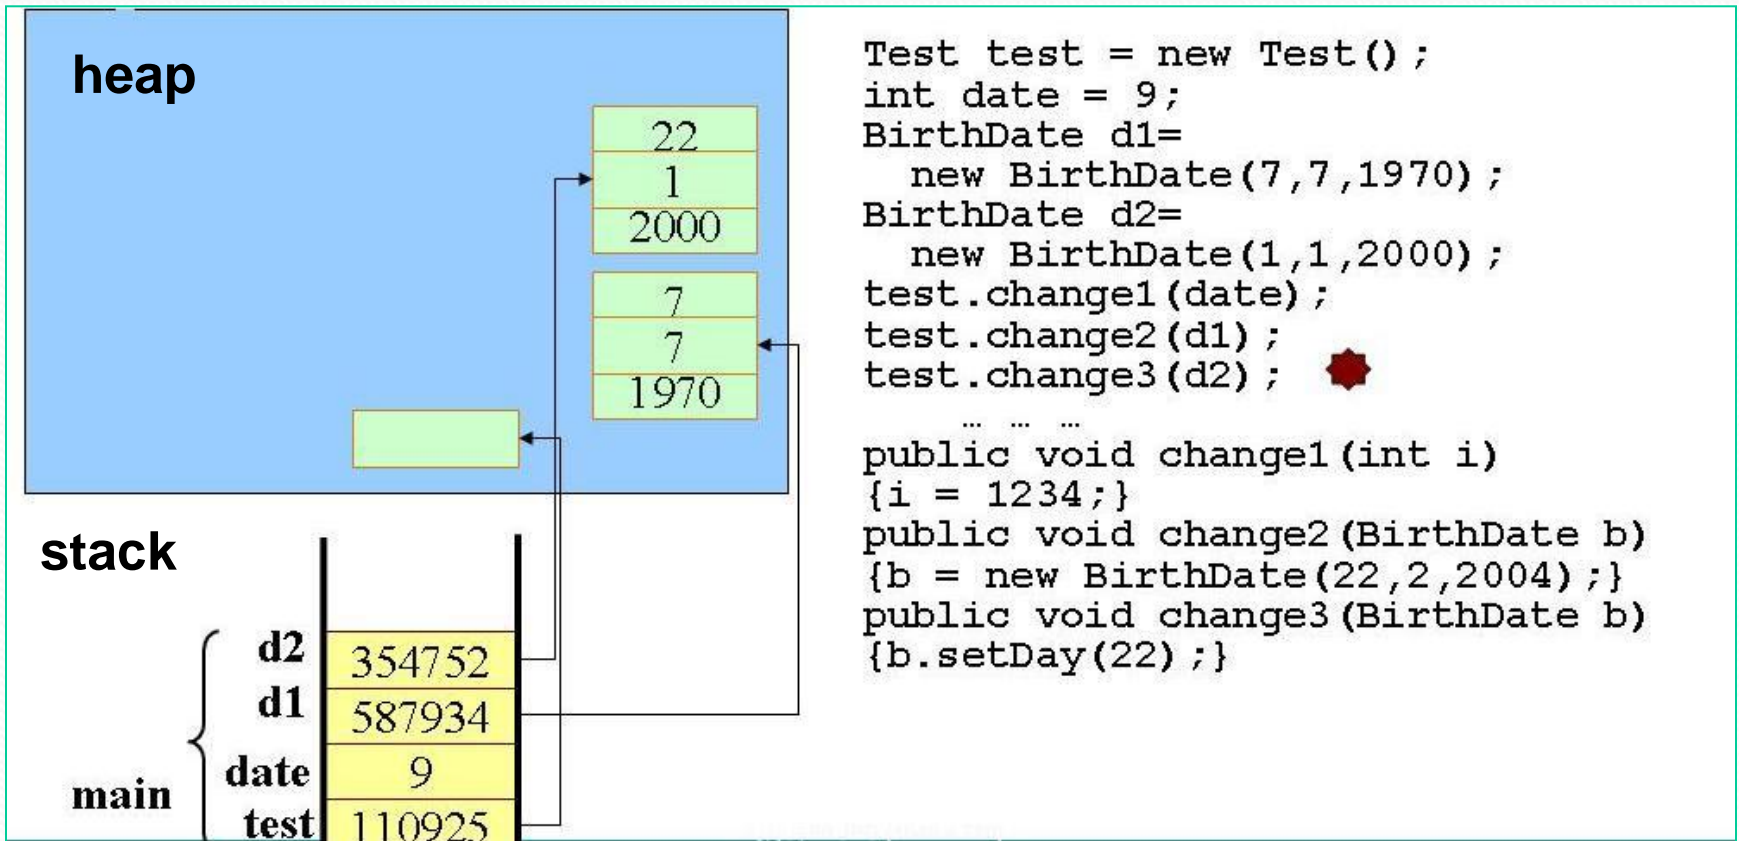 heap
22
1
2000
7
7
1970
stack
d2
354752
d1
587934
date
9
main
test
110925
Test test = new Test();
int date = 9;
BirthDate d1=
  new BirthDate(7,7,1970);
BirthDate d2=
  new BirthDate(1,1,2000);
test.change1(date);
test.change2(d1);
test.change3(d2);
… … …
public void change1(int i)
{i = 1234;}
public void change2(BirthDate b)
{b = new BirthDate(22,2,2004);}
public void change3(BirthDate b)
{b.setDay(22);}